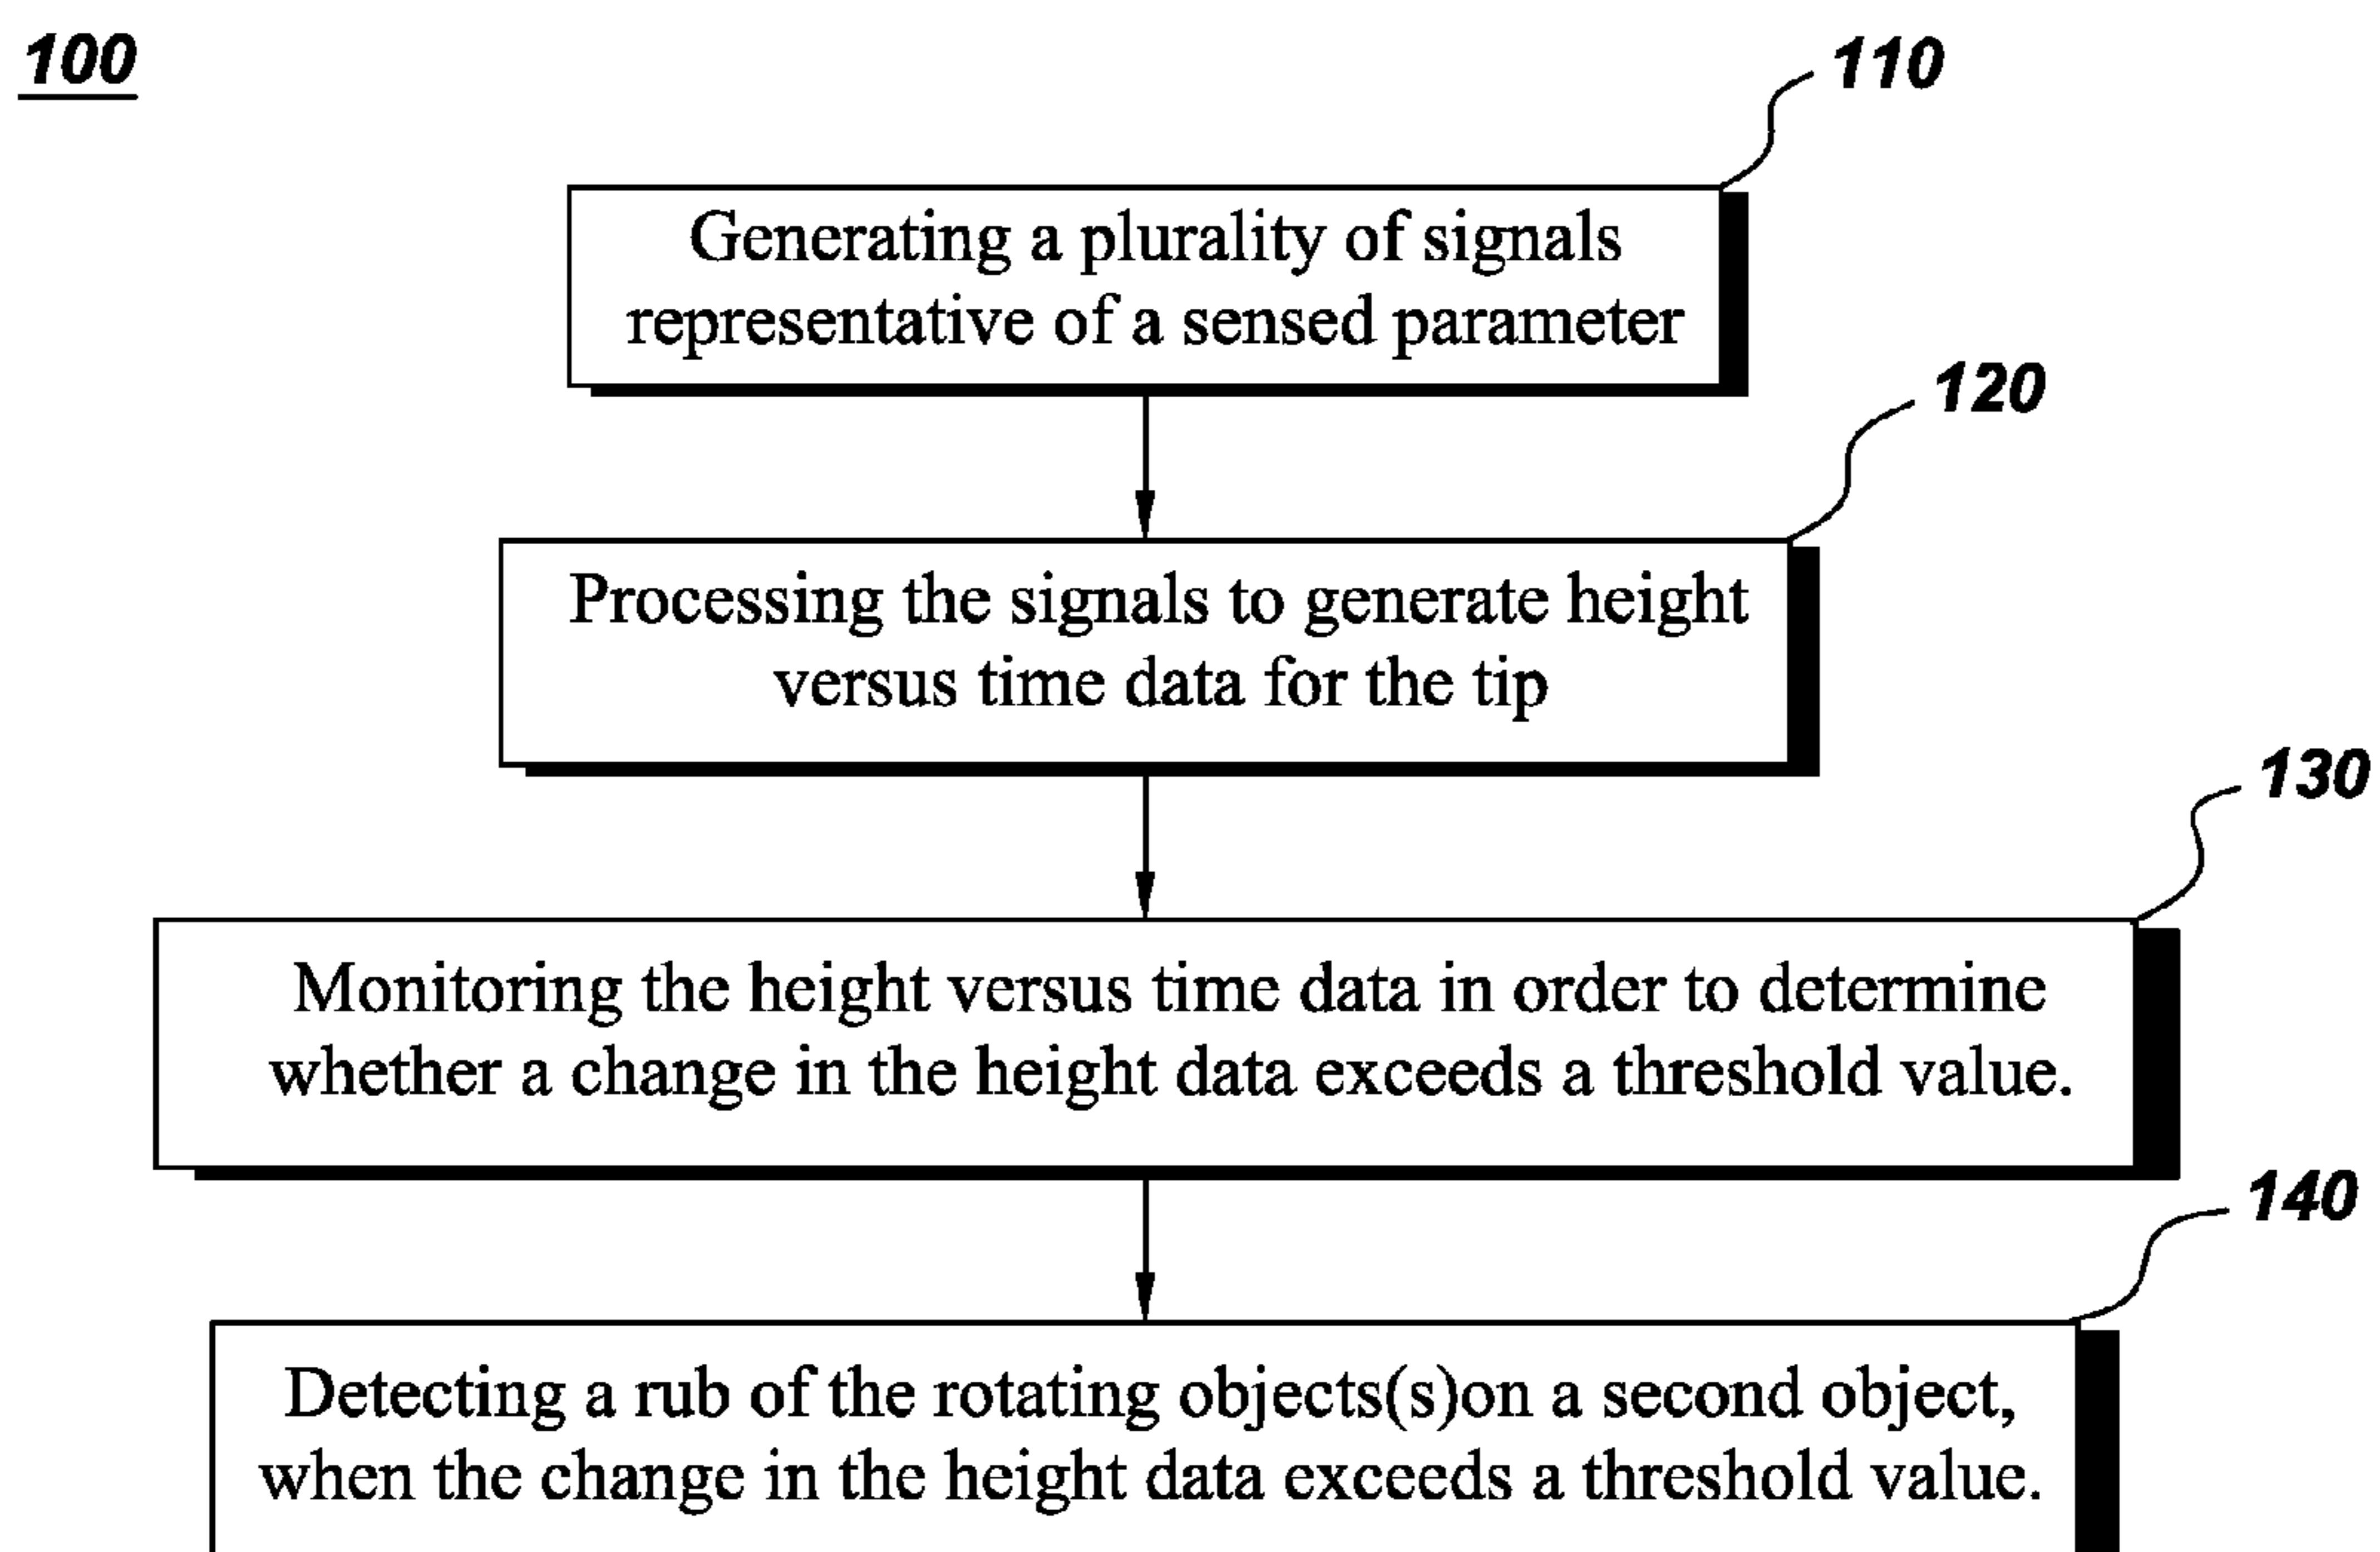 100
110
Generating a plurality of signals
representative of a sensed parameter
120
Processing the signals to generate height
versus time data for the tip
130
Monitoring the height versus time data in order to determine
whether a change in the height data exceeds a threshold value.
140
Detecting a rub of the rotating objects(s)on a second object,
when the change in the height data exceeds a threshold value.